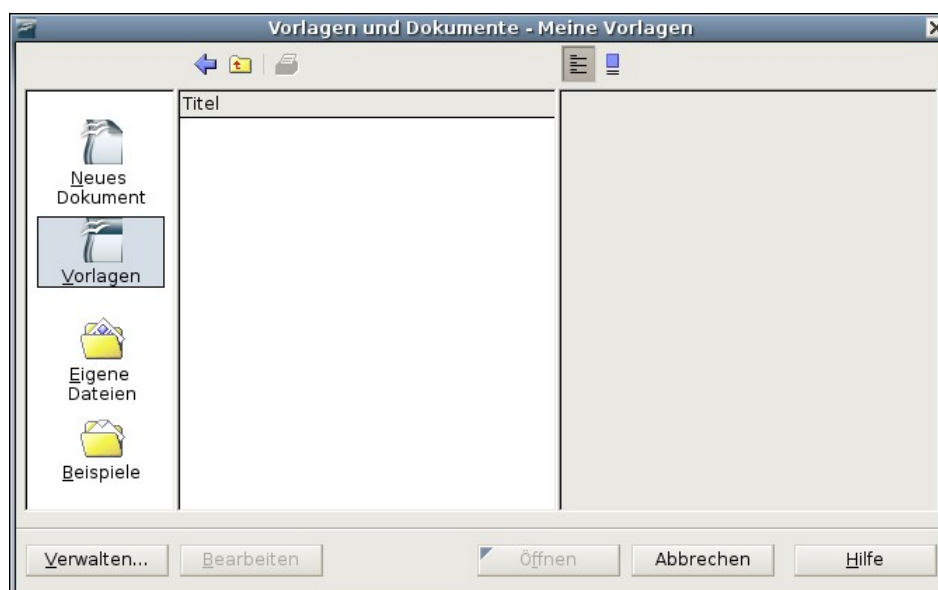 Vorlagen und Dokumente - Meine Vorlagen
Titel
Neues
Dokument
Vorlagen
Eigene
Dateien
Beispiele
Verwalten... Bearbeiten Öffnen Abbrechen Hilfe